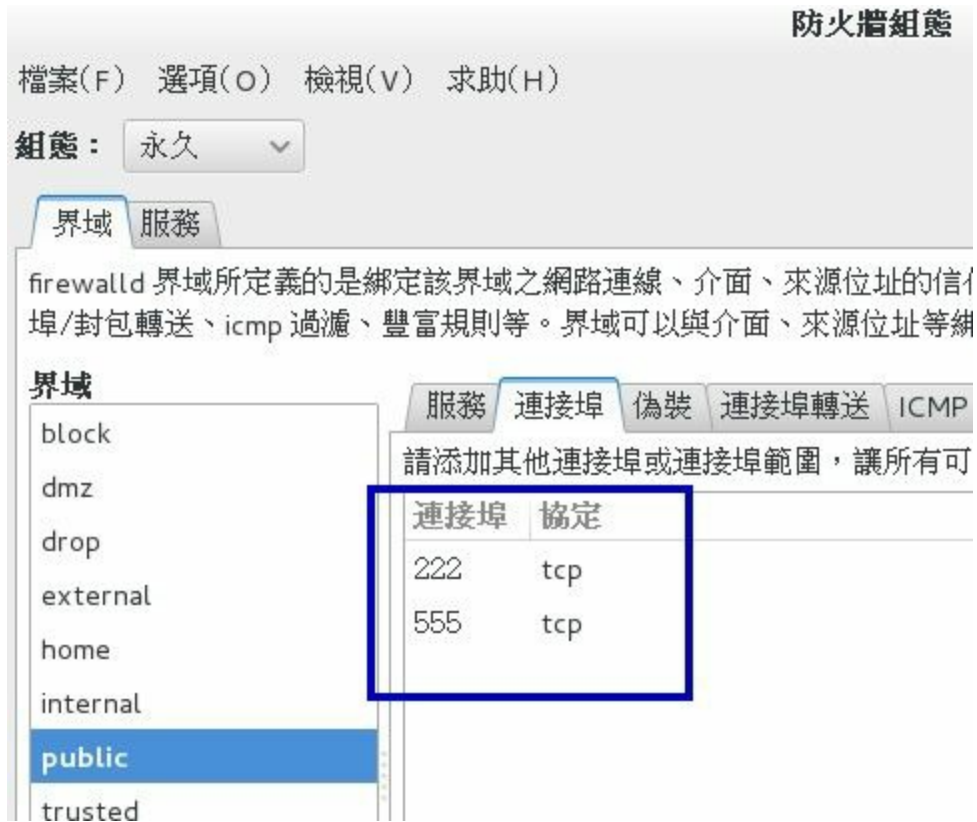 防火牆組態
檔案(F) 選項(O) 檢視(V) 求助(H)
組態： 永久
界域 服務
firewalld 界域所定義的是綁定該界域之網路連線、介面、來源位址的信
埠/封包轉送、icmp 過濾、豐富規則等。界域可以與介面、來源位址等綁
界域
block
dmz
drop
external
home
internal
public
trusted
服務 連接埠 偽裝 連接埠轉送 ICMP
請添加其他連接埠或連接埠範圍，讓所有可
連接埠 協定
222 tcp
555 tcp